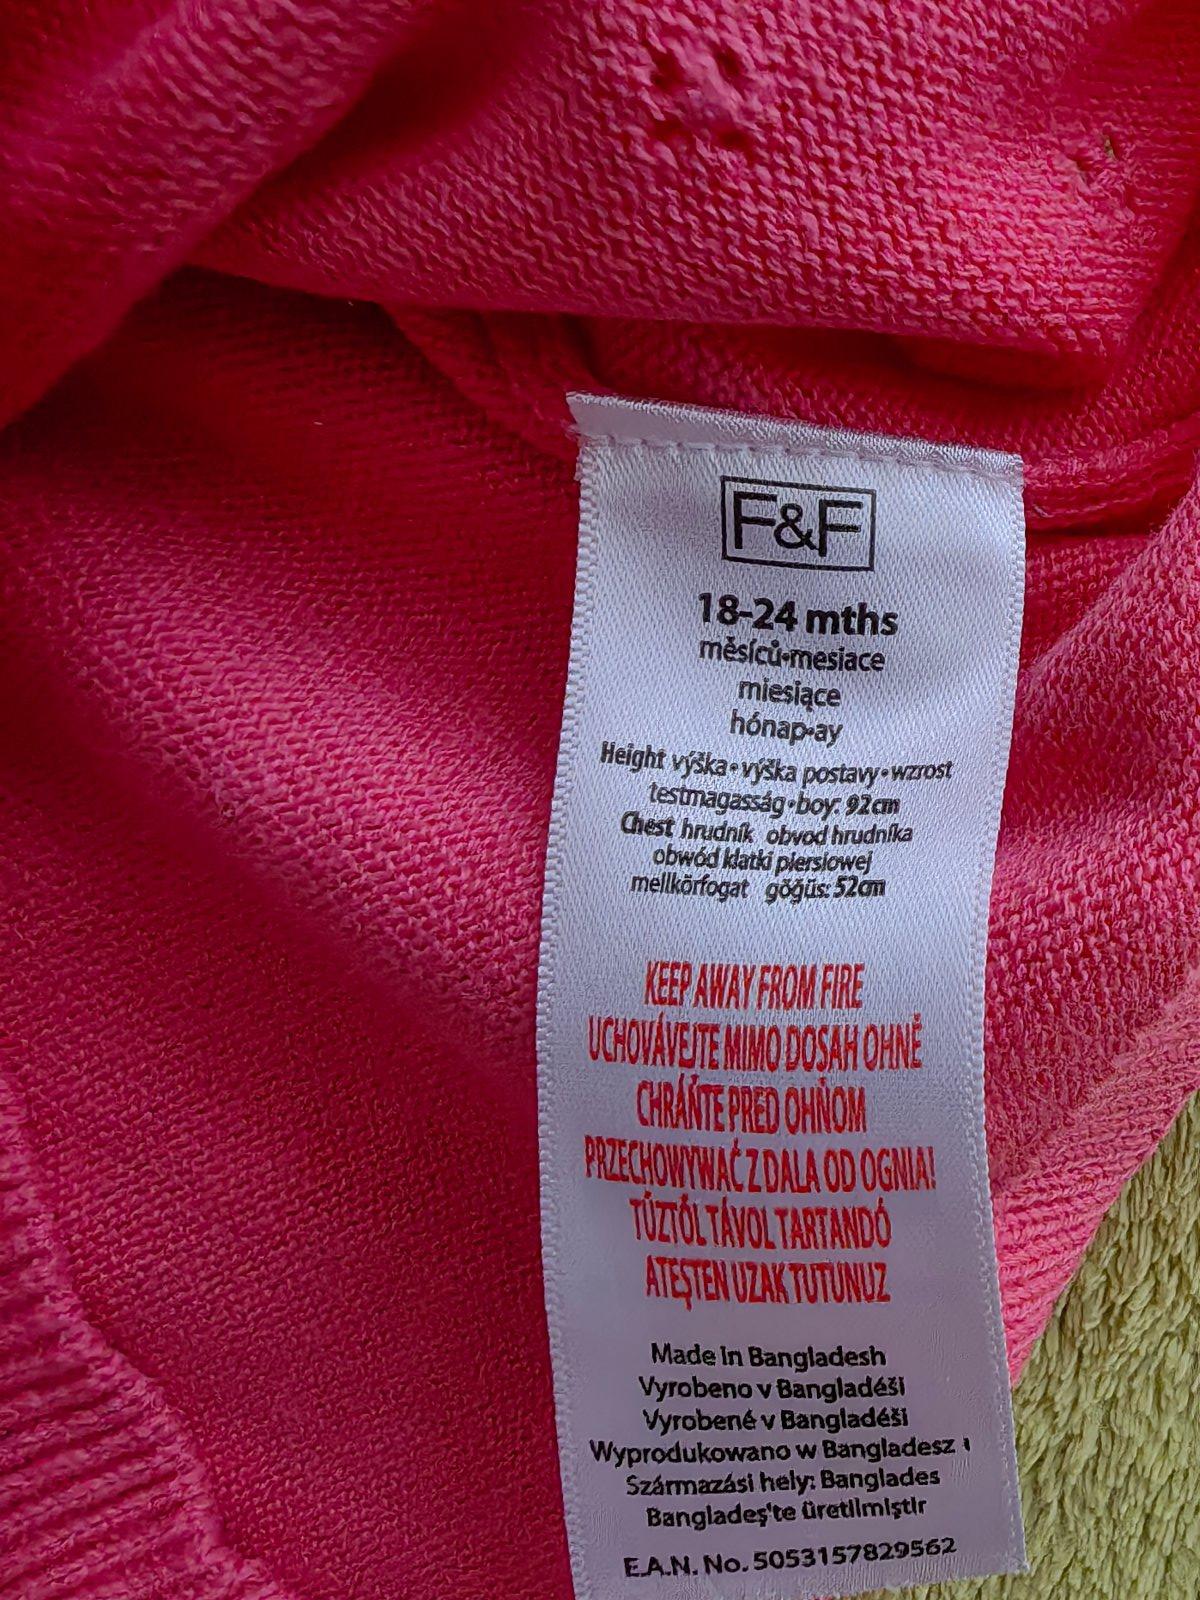 F&F
18-24 mths
měsíců•mesiace
miesiące
hónap•ay
Height výška • výška postavy • wzrost
testmagasság • boy: 92cm
Chest hrudník obvod hrudníka
obwód klatki piersiowej
mellkörfogat göğüs: 52cm
KEEP AWAY FROM FIRE
UCHOVÁVEJTE MIMO DOSAH OHNĚ
CHRÁŇTE PRED OHŇOM
PRZECHOWYWAĆ Z DALA OD OGNIA!
TŰZTŐL TÁVOL TARTANDÓ
ATEŞTEN UZAK TUTUNUZ
Made in Bangladesh
Vyrobeno v Bangladéši
Vyrobené v Bangladéši
Wyprodukowano w Bangladesz
Származási hely: Banglades
Bangladeş'te üretilmiştir
E.A.N. No. 5053157829562